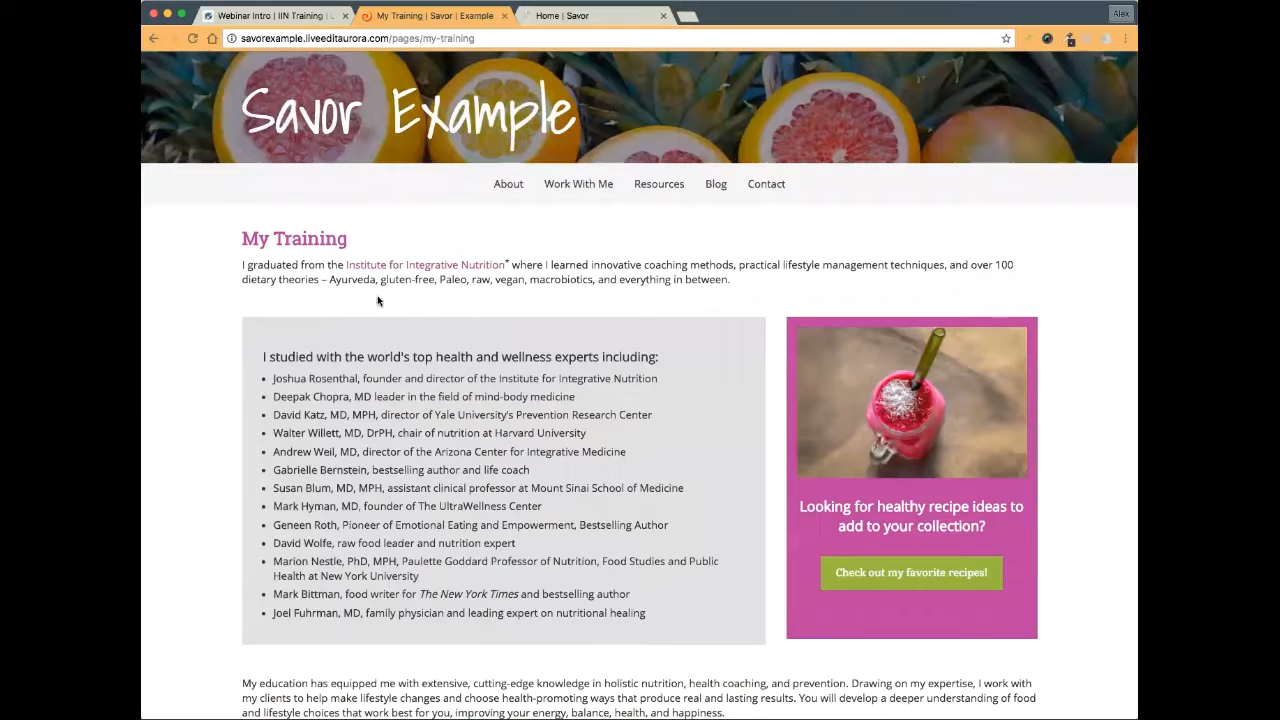 Webinar Intro | IIN Training | L
My Training | Savor | Example
Home | Savor
Alex
savorexample.liveeditaurora.com/pages/my-training
Savor Example
About
Work With Me
Resources
Blog
Contact
My Training
I graduated from the Institute for Integrative Nutrition where I learned innovative coaching methods, practical lifestyle management techniques, and over 100
dietary theories – Ayurveda, gluten-free, Paleo, raw, vegan, macrobiotics, and everything in between.
I studied with the world's top health and wellness experts including:
• Joshua Rosenthal, founder and director of the Institute for Integrative Nutrition
• Deepak Chopra, MD leader in the field of mind-body medicine
• David Katz, MD, MPH, director of Yale University's Prevention Research Center
• Walter Willett, MD, DrPH, chair of nutrition at Harvard University
• Andrew Weil, MD, director of the Arizona Center for Integrative Medicine
• Gabrielle Bernstein, bestselling author and life coach
• Susan Blum, MD, MPH, assistant clinical professor at Mount Sinai School of Medicine
• Mark Hyman, MD, founder of The UltraWellness Center
• Geneen Roth, Pioneer of Emotional Eating and Empowerment, Bestselling Author
• David Wolfe, raw food leader and nutrition expert
• Marion Nestle, PhD, MPH, Paulette Goddard Professor of Nutrition, Food Studies and Public
Health at New York University
• Mark Bittman, food writer for The New York Times and bestselling author
• Joel Fuhrman, MD, family physician and leading expert on nutritional healing
Looking for healthy recipe ideas to
add to your collection?
Check out my favorite recipes!
My education has equipped me with extensive, cutting-edge knowledge in holistic nutrition, health coaching, and prevention. Drawing on my expertise, I work with
my clients to help make lifestyle changes and choose health-promoting ways that produce real and lasting results. You will develop a deeper understanding of food
and lifestyle choices that work best for you, improving your energy, balance, health, and happiness.